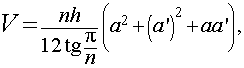 V = nh / (12 tg π/n) (a² + (a')² + aa'),